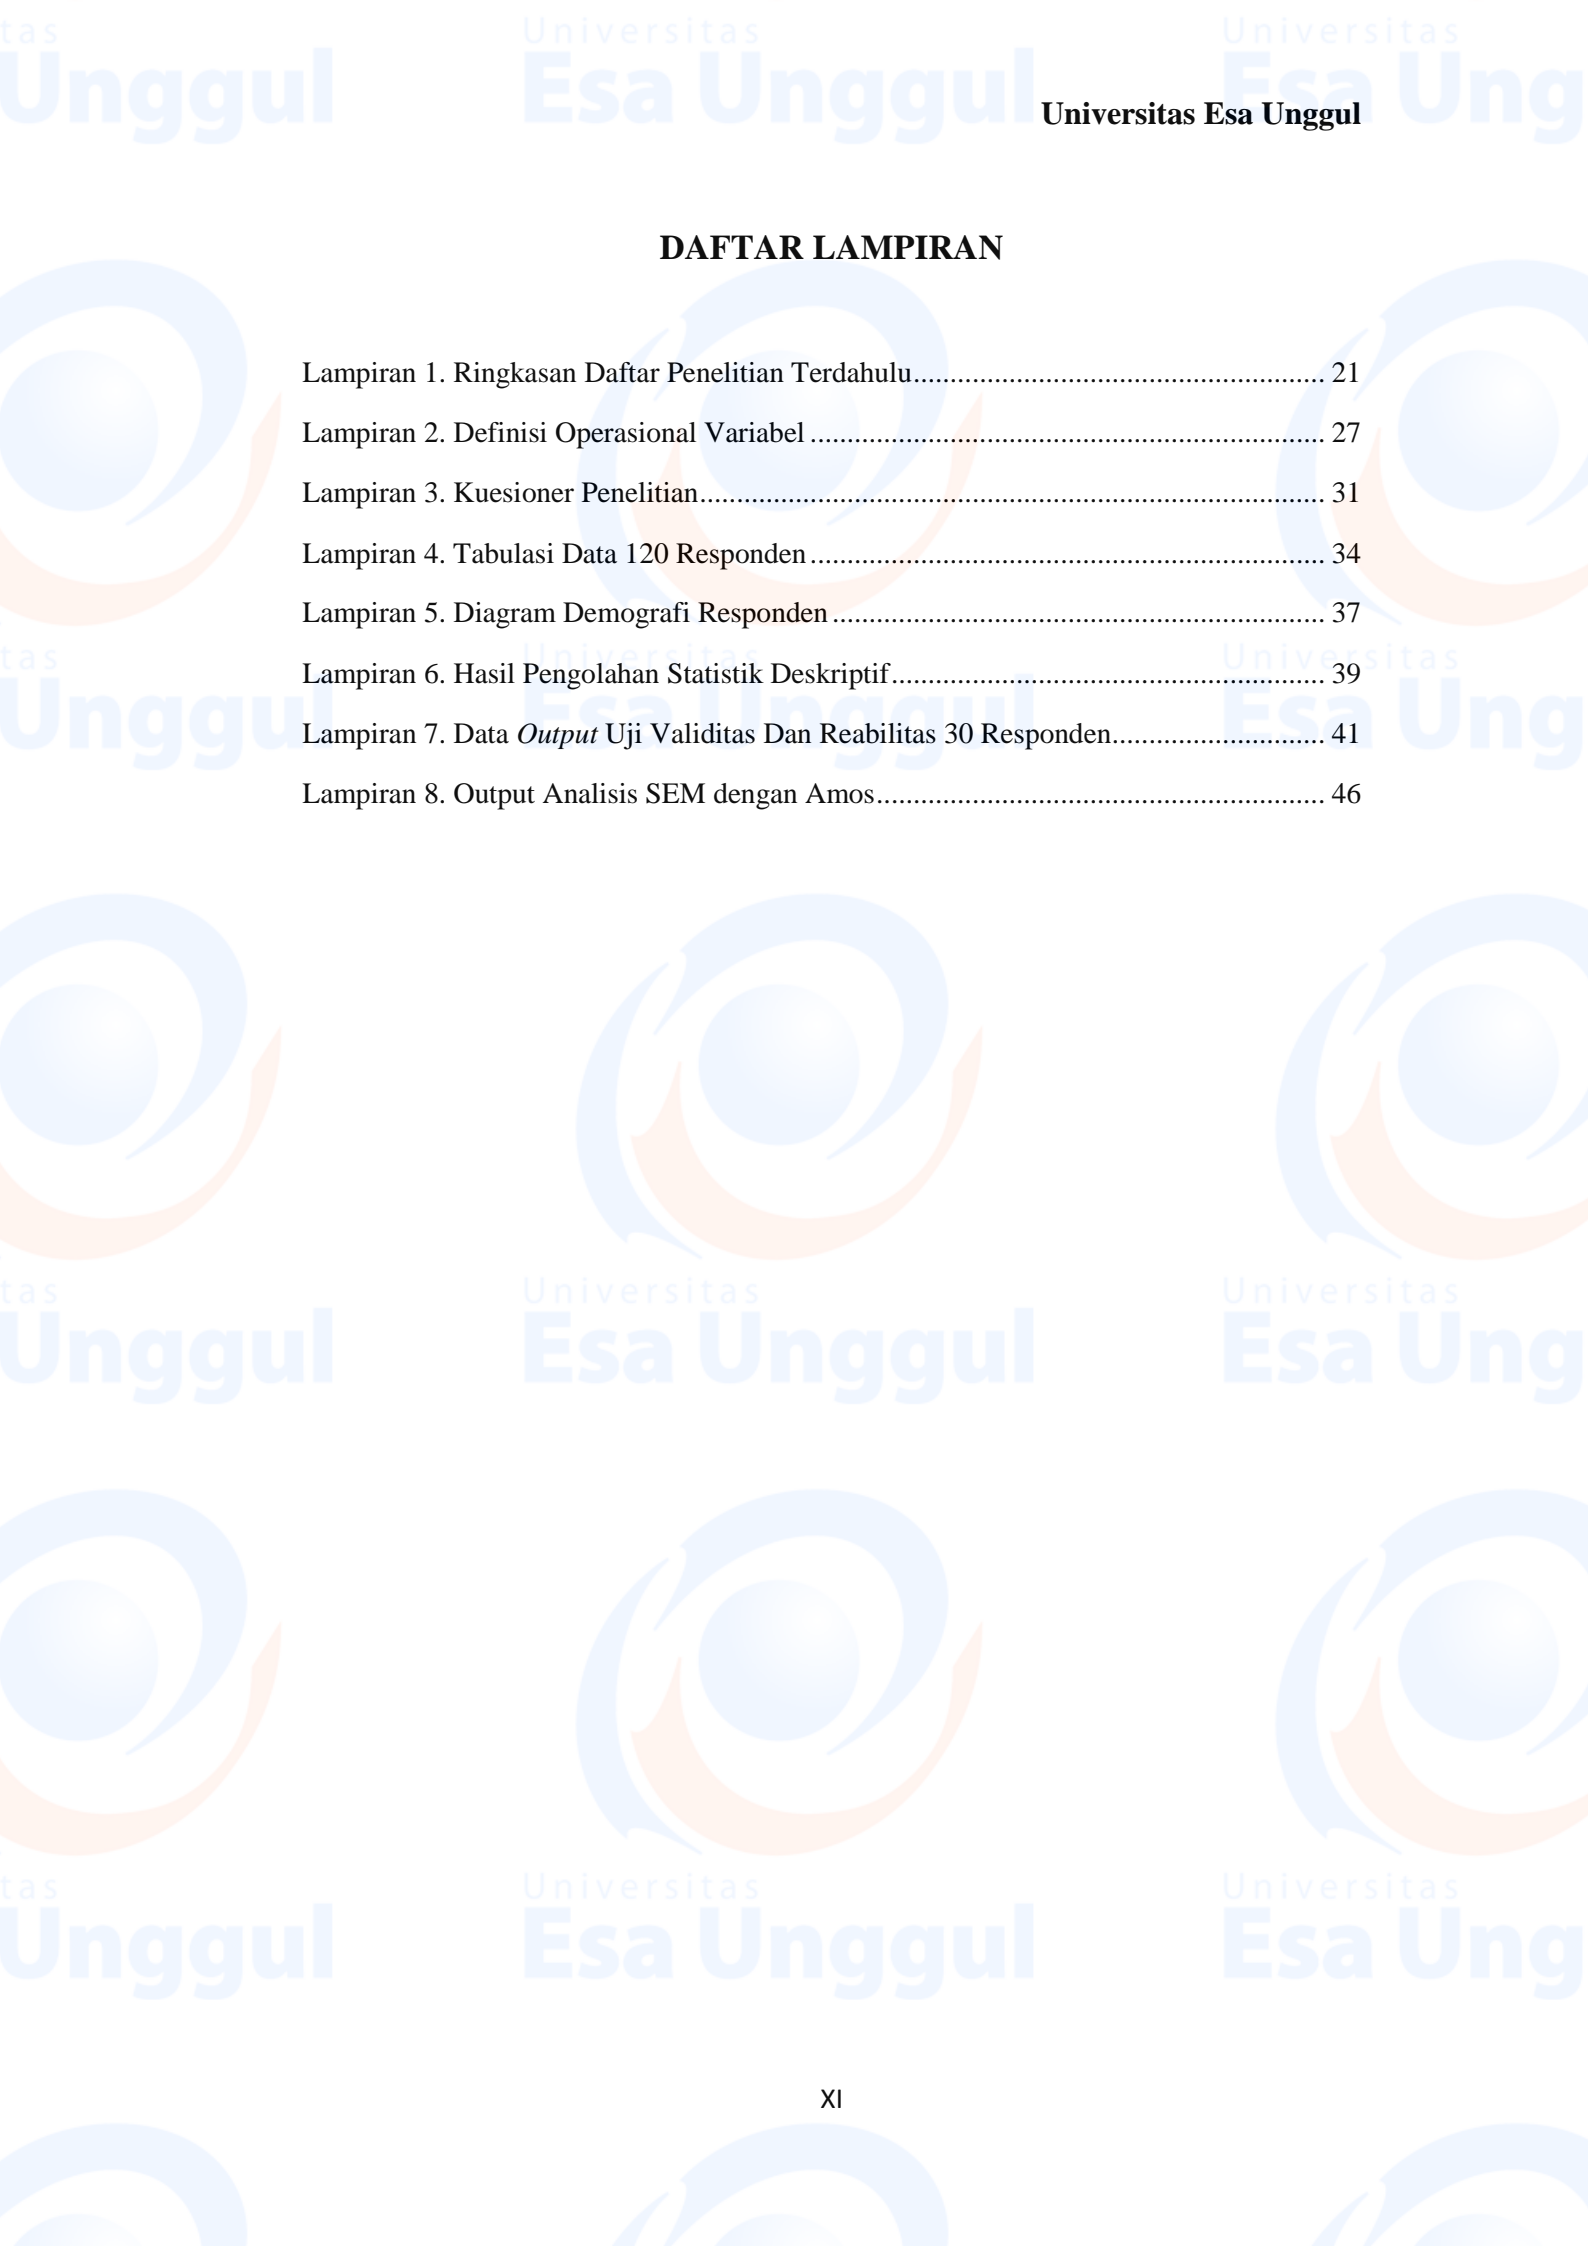 Universitas Esa Unggul
DAFTAR LAMPIRAN
Lampiran 1. Ringkasan Daftar Penelitian Terdahulu........................................................ 21
Lampiran 2. Definisi Operasional Variabel ...................................................................... 27
Lampiran 3. Kuesioner Penelitian..................................................................................... 31
Lampiran 4. Tabulasi Data 120 Responden ...................................................................... 34
Lampiran 5. Diagram Demografi Responden ................................................................... 37
Lampiran 6. Hasil Pengolahan Statistik Deskriptif........................................................... 39
Lampiran 7. Data Output Uji Validitas Dan Reabilitas 30 Responden............................. 41
Lampiran 8. Output Analisis SEM dengan Amos............................................................. 46
XI